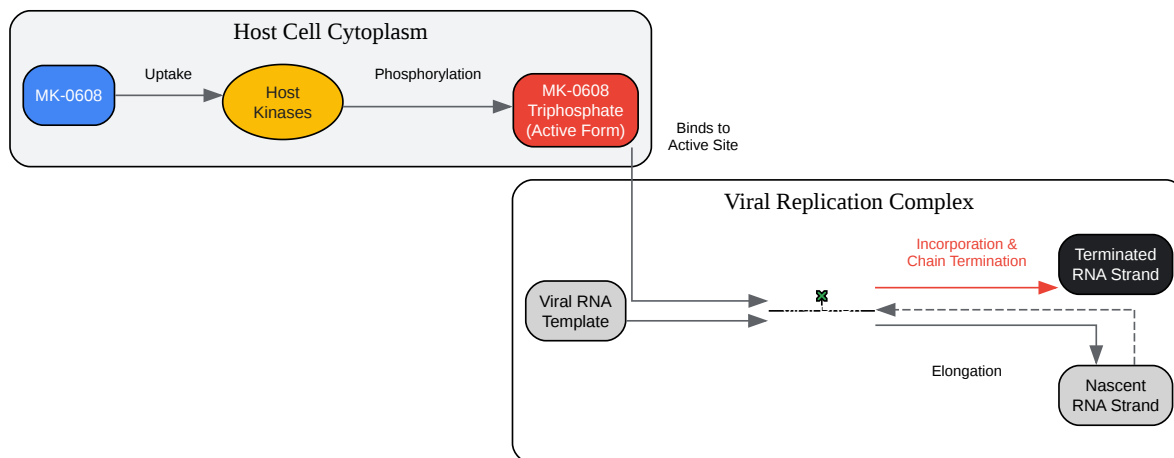 Host Cell Cytoplasm
MK-0608
Uptake
Host
Kinases
Phosphorylation
MK-0608
Triphosphate
(Active Form)
Binds to
Active Site
Viral Replication Complex
Incorporation &
Chain Termination
Terminated
RNA Strand
Viral RNA
Template
Elongation
Nascent
RNA Strand